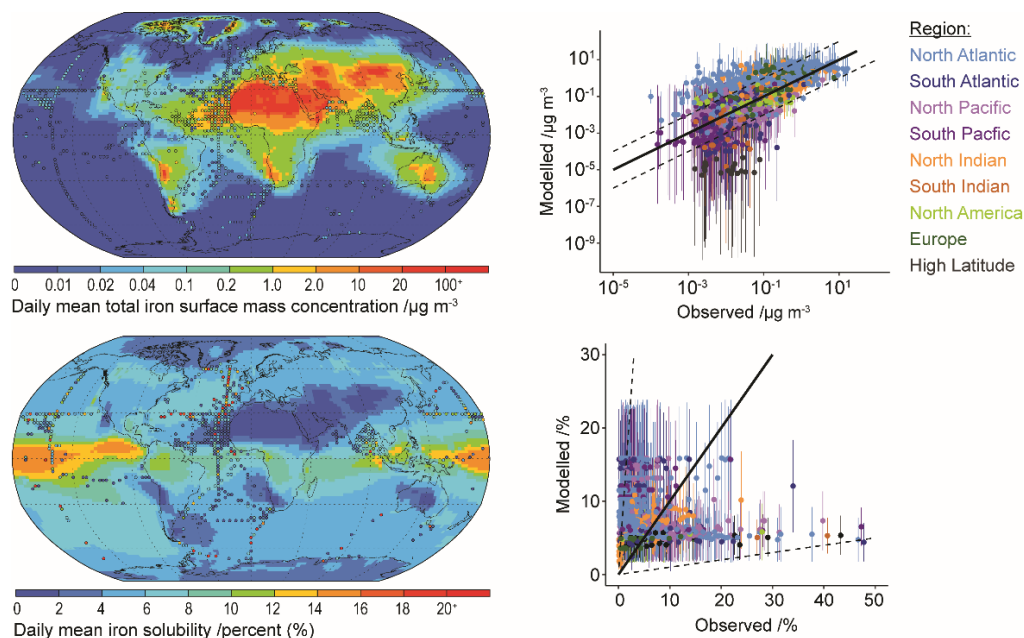 0 0.01 0.02 0.04 0.1 0.2 1.0 2.0 10 20 100+
Daily mean total iron surface mass concentration /µg m-3
10¹
10-1
10-3
10-5
10-7
10-9
Modelled /µg m-3
10-5 10-3 10-1 10¹
Observed /µg m-3
Region:
North Atlantic
South Atlantic
North Pacific
South Pacfic
North Indian
South Indian
North America
Europe
High Latitude
0 2 4 6 8 10 12 14 16 18 20+
Daily mean iron solubility /percent (%)
30
20
10
0
Modelled /%
0 10 20 30 40 50
Observed /%